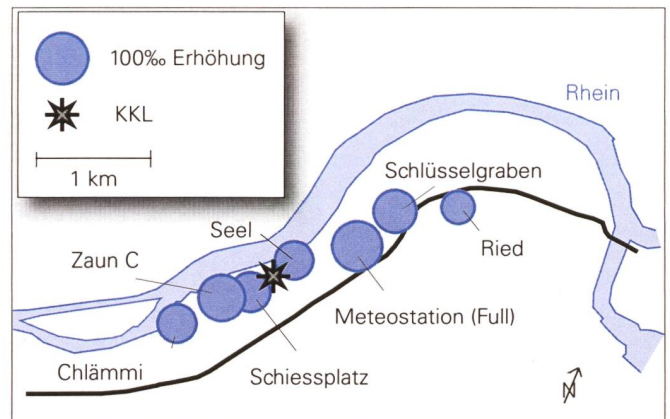 100‰ Erhöhung
KKL
1 km
Rhein
Schlüsselgraben
Seel
Ried
Zaun C
Meteostation (Full)
Chlämmi
Schiessplatz
N